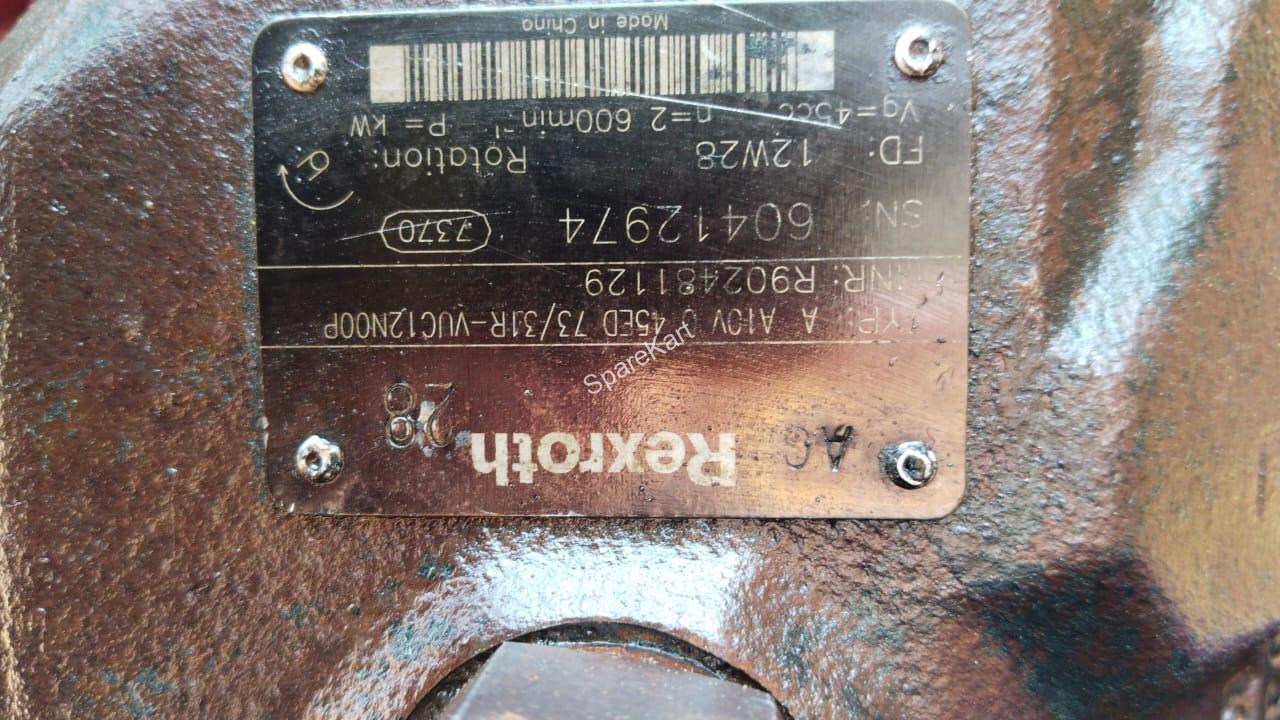 AG Rexroth 28
TYP: A A10V O 45ED 73/31R-VUC12N00P
MNR: R902481129
SN: 60412974 7370
FD: 12W28 Rotation:
Vg=45cc n=2 600min⁻¹ P= kW
Made in China
SpareKart